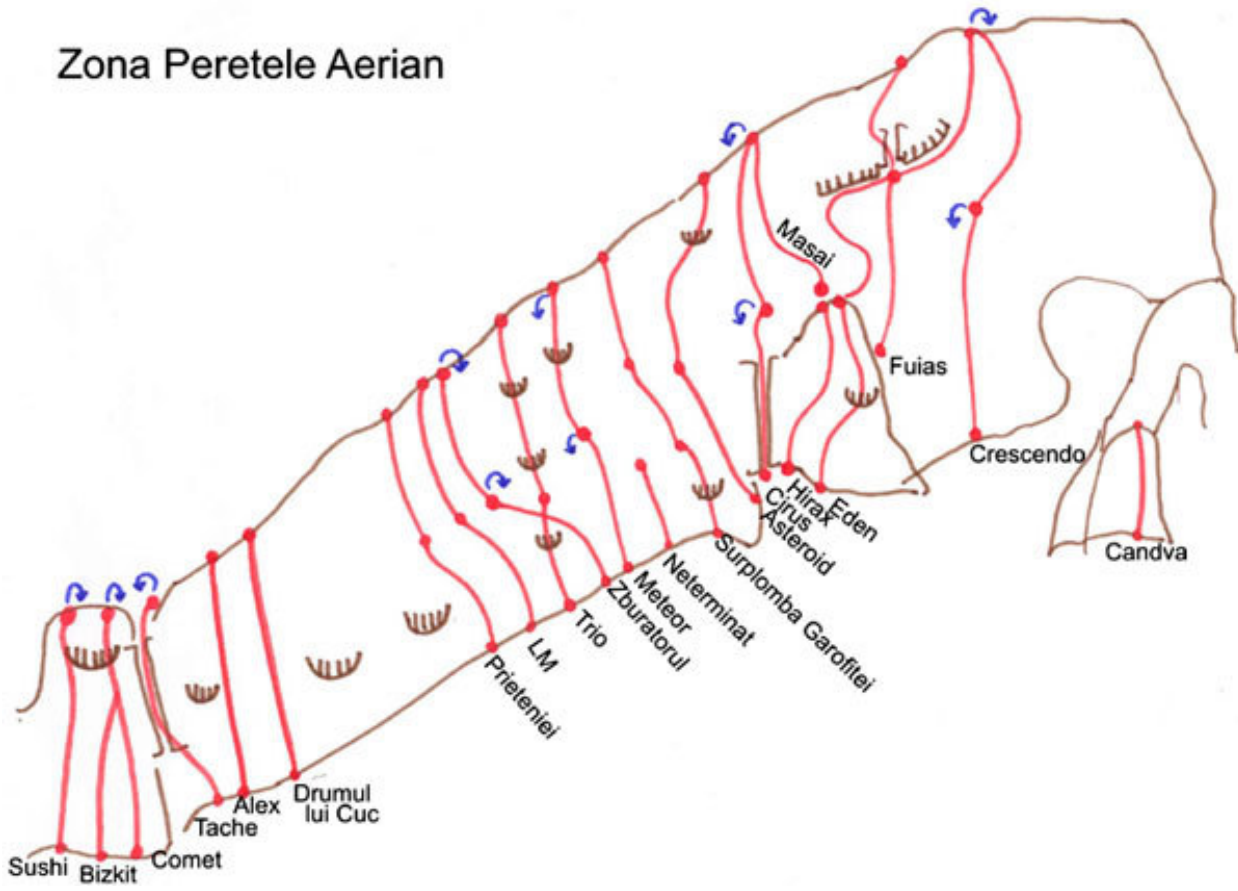 Zona Peretele Aerian
Masai
Fuias
Crescendo
Candva
Eden
Hirax
Cirus
Asteroid
Surplomba Garofitei
Neterminat
Meteor
Zburatorul
Trio
LM
Prieteniei
Drumul
lui Cuc
Alex
Tache
Comet
Bizkit
Sushi